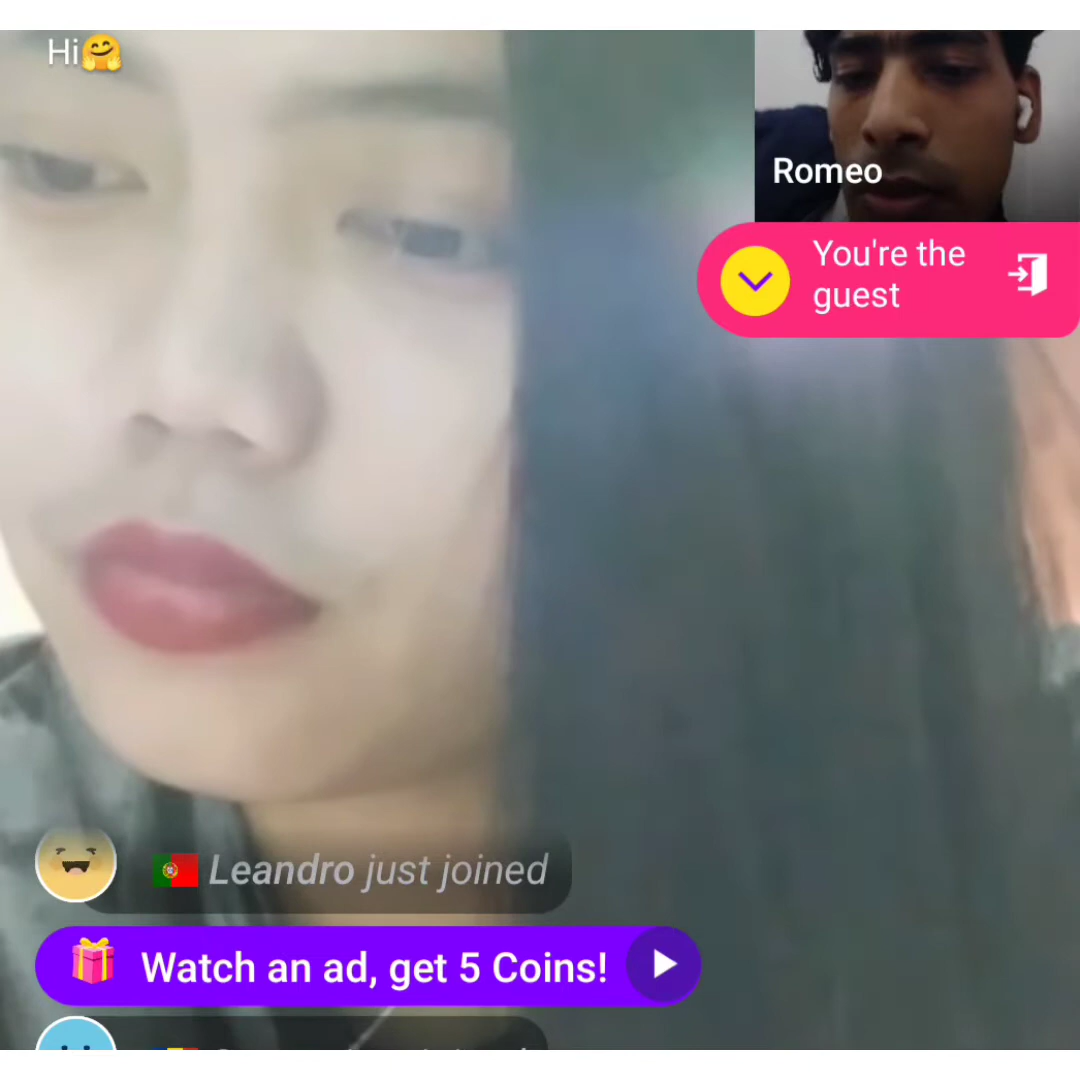 Hi🤗
Romeo
You're the
guest
Leandro just joined
Watch an ad, get 5 Coins!